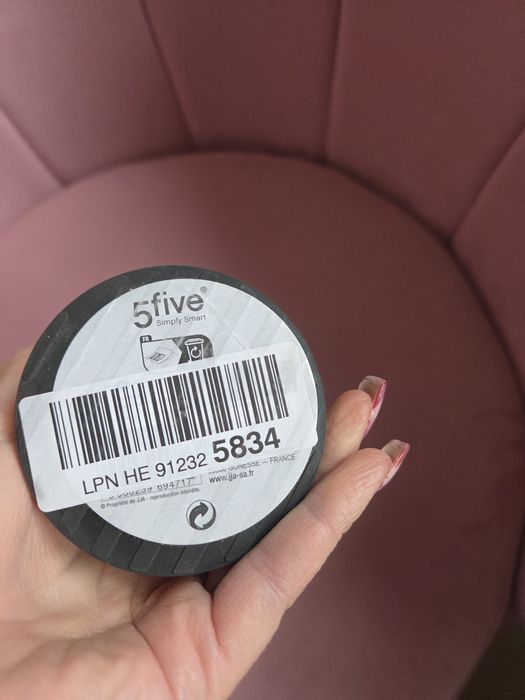 5five®
Simply Smart
FR
LPN HE 91232 5834
GONESSE – FRANCE
694717
www.jja-sa.fr
© Propriété de JJA - reproduction interdite.